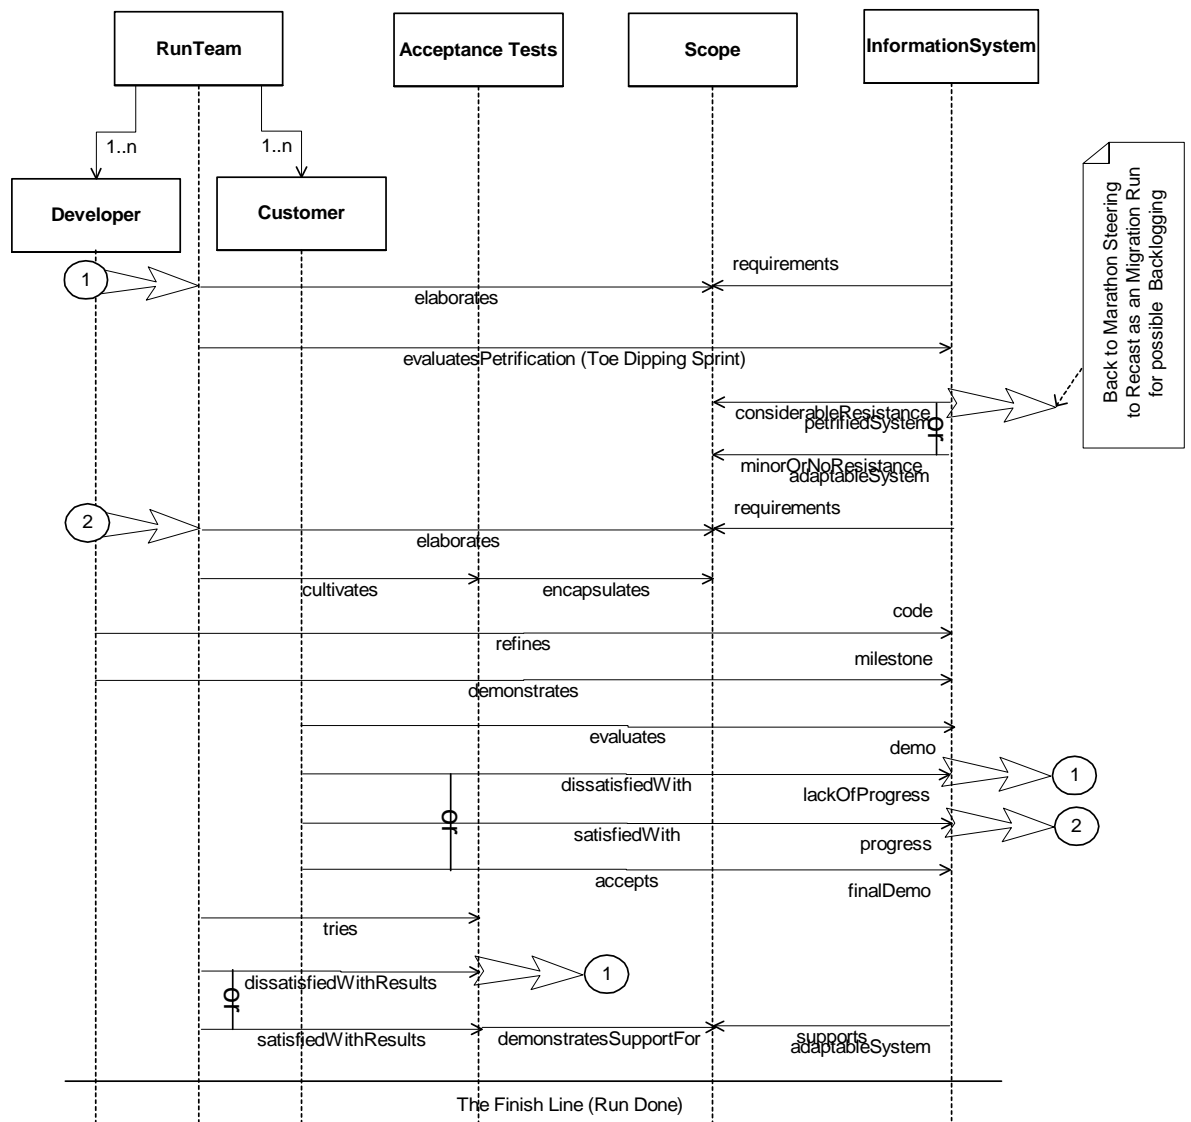 RunTeam
Acceptance Tests
Scope
InformationSystem
1..n
1..n
Developer
Customer
Back to Marathon Steering
to Recast as an Migration Run
for possible Backlogging
1
requirements
elaborates
evaluatesPetrification (Toe Dipping Sprint)
considerableResistance
petrifiedSystem
or
minorOrNoResistance
adaptableSystem
2
requirements
elaborates
cultivates
encapsulates
code
refines
milestone
demonstrates
evaluates
demo
dissatisfiedWith
1
lackOfProgress
or
satisfiedWith
2
progress
accepts
finalDemo
tries
dissatisfiedWithResults
1
or
satisfiedWithResults
demonstratesSupportFor
supports
adaptableSystem
The Finish Line (Run Done)